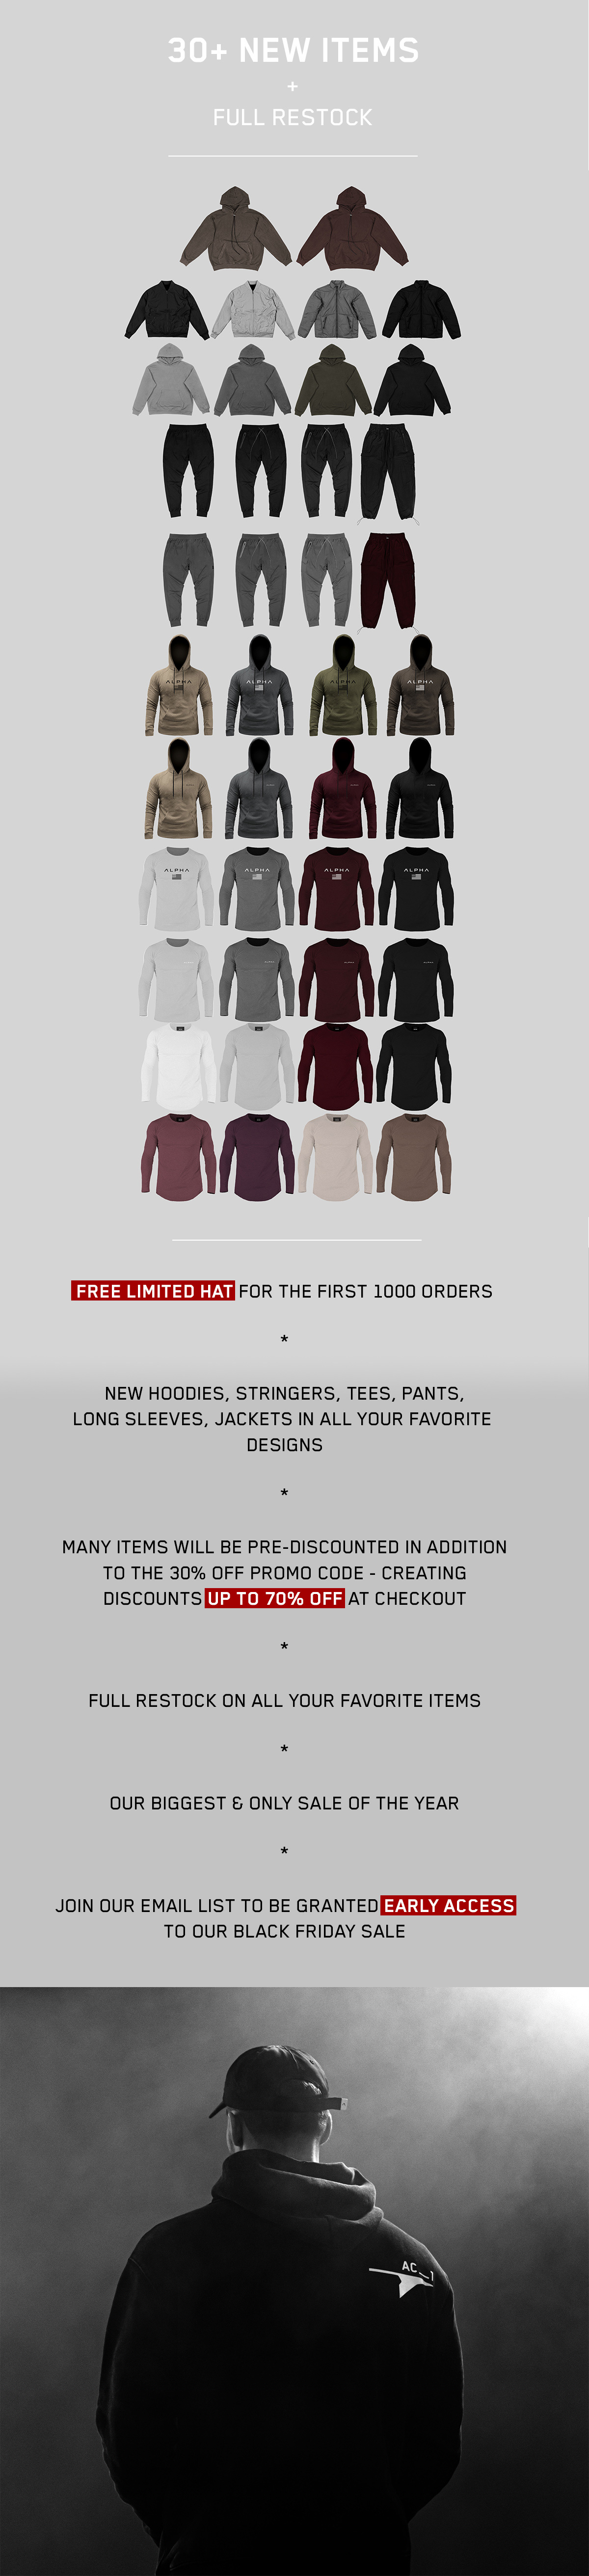 30+ NEW ITEMS
+
FULL RESTOCK
ALPHA ALPHA ALPHA ALPHA
ALPHA ALPHA ALPHA ALPHA
FREE LIMITED HAT FOR THE FIRST 1000 ORDERS
*
NEW HOODIES, STRINGERS, TEES, PANTS,
LONG SLEEVES, JACKETS IN ALL YOUR FAVORITE
DESIGNS
*
MANY ITEMS WILL BE PRE-DISCOUNTED IN ADDITION
TO THE 30% OFF PROMO CODE - CREATING
DISCOUNTS UP TO 70% OFF AT CHECKOUT
*
FULL RESTOCK ON ALL YOUR FAVORITE ITEMS
*
OUR BIGGEST & ONLY SALE OF THE YEAR
*
JOIN OUR EMAIL LIST TO BE GRANTED EARLY ACCESS
TO OUR BLACK FRIDAY SALE
AC_1